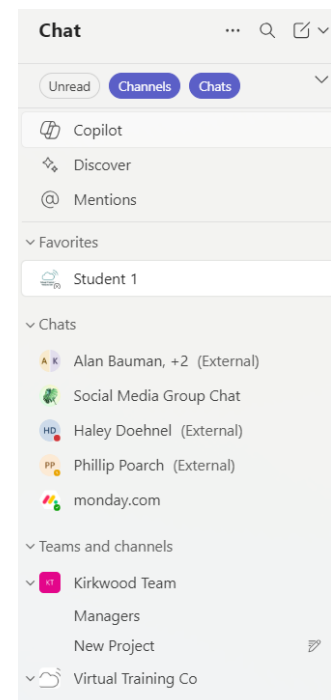 Chat
Unread Channels Chats
Copilot
Discover
@ Mentions
Favorites
Student 1
Chats
A K Alan Bauman, +2 (External)
Social Media Group Chat
HD Haley Doehnel (External)
PP Phillip Poarch (External)
monday.com
Teams and channels
KT Kirkwood Team
Managers
New Project
Virtual Training Co